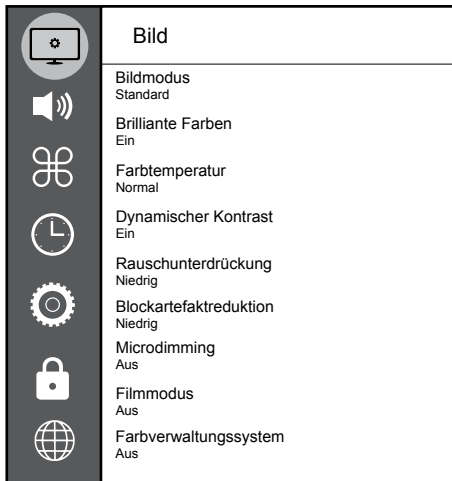 Bild
Bildmodus
Standard
Brilliante Farben
Ein
Farbtemperatur
Normal
Dynamischer Kontrast
Ein
Rauschunterdrückung
Niedrig
Blockartefaktreduktion
Niedrig
Microdimming
Aus
Filmmodus
Aus
Farbverwaltungssystem
Aus